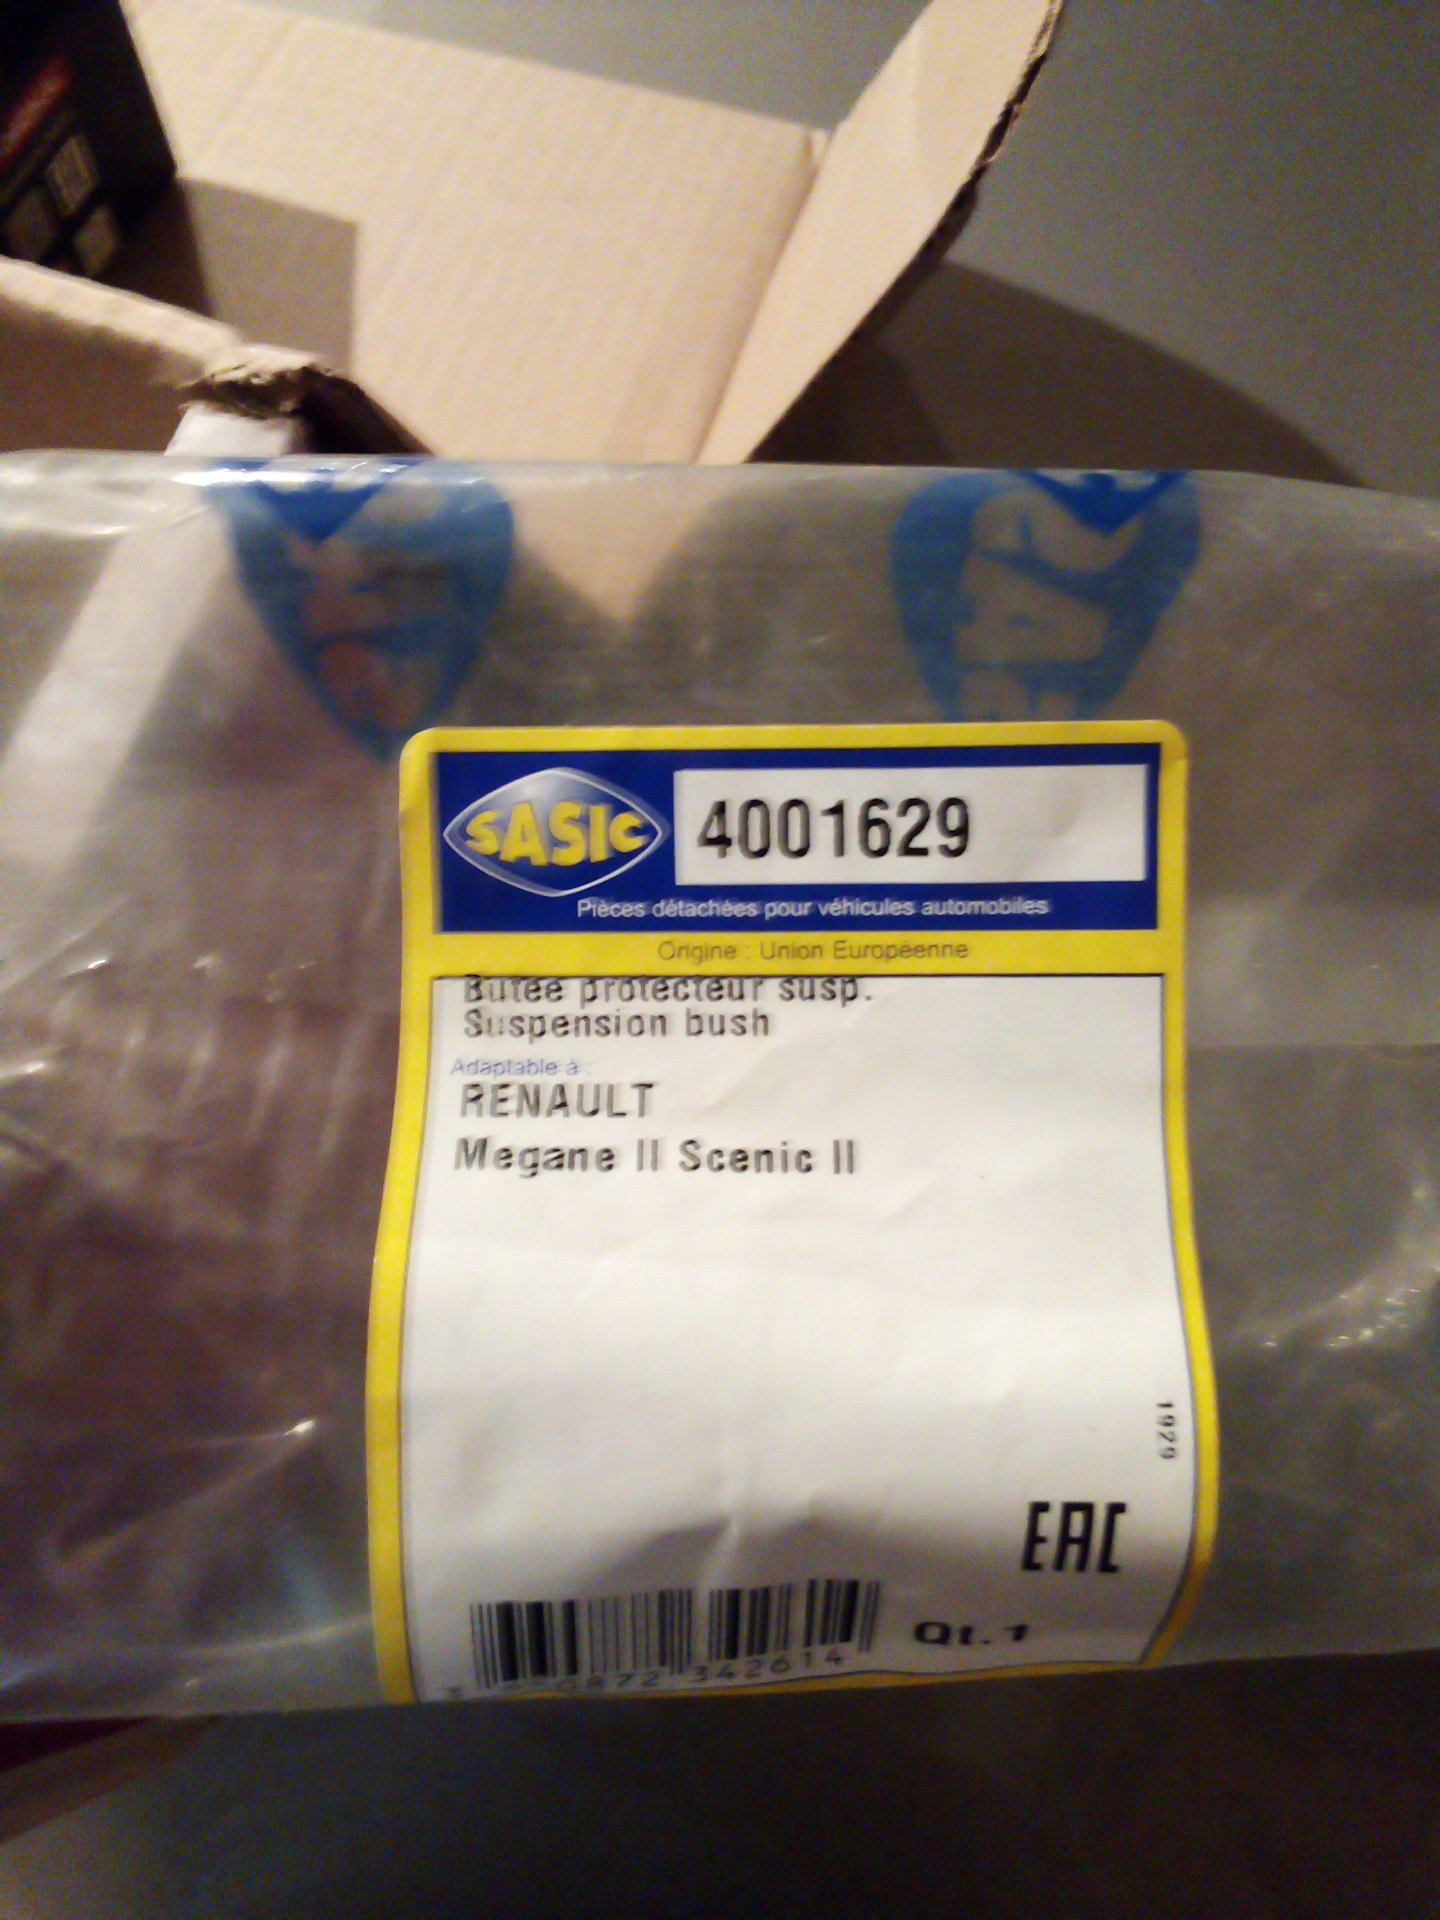 SASIC
4001629
Pièces détachées pour véhicules automobiles
Origine : Union Européenne
Butée protecteur susp.
Suspension bush
Adaptable à :
RENAULT
Megane II Scenic II
1929
EAC
Qt. 1
342614